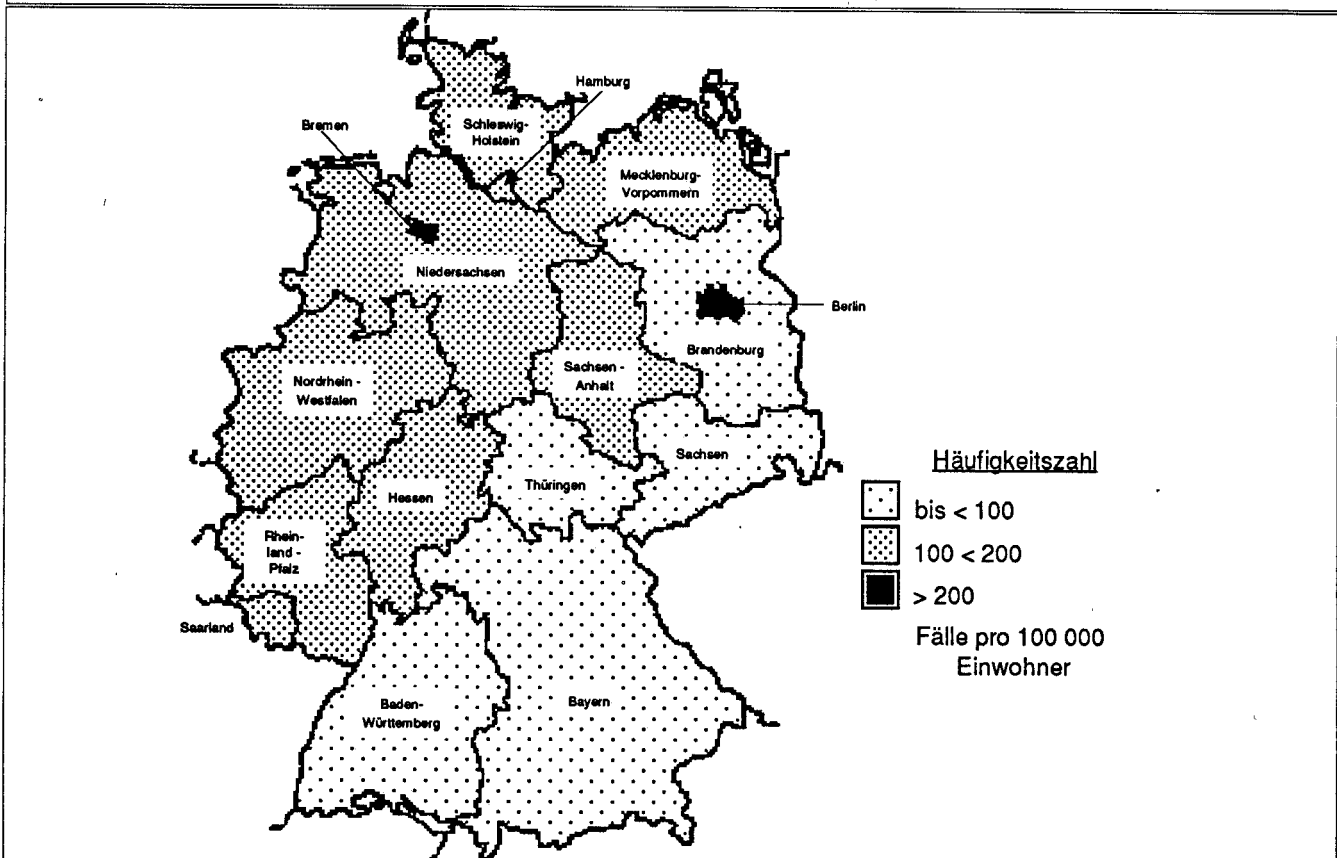 Hamburg
Bremen
Schleswig-
Holstein
Mecklenburg-
Vorpommern
Niedersachsen
Berlin
Brandenburg
Sachsen -
Anhalt
Nordrhein -
Westfalen
Sachsen
Häufigkeitszahl
Thüringen
Hessen
bis < 100
Rhein-
land -
Pfalz
100 < 200
> 200
Saarland
Fälle pro 100 000
Einwohner
Baden-
Württemberg
Bayern